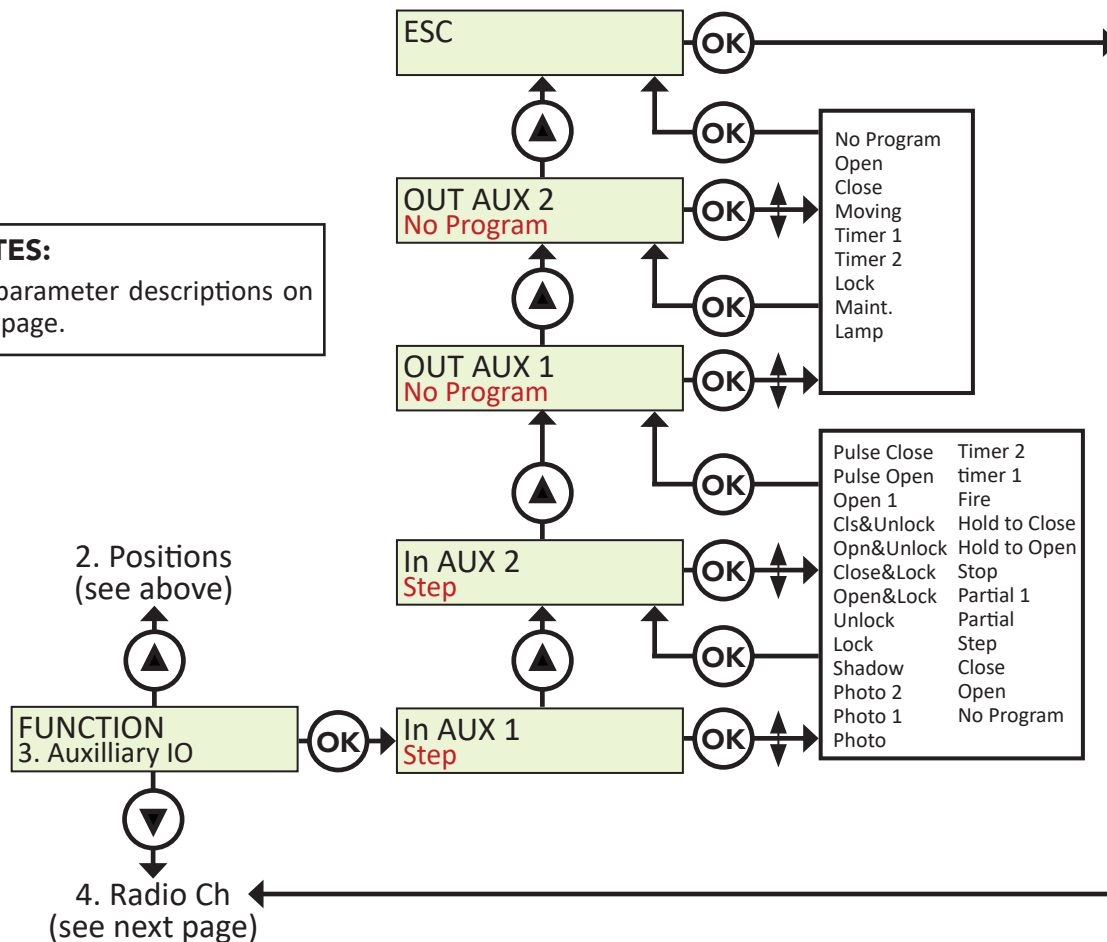 ESC
OK
OK
No Program
Open
Close
Moving
Timer 1
Timer 2
Lock
Maint.
Lamp
OUT AUX 2
No Program
OK
OK
OUT AUX 1
No Program
OK
TES:
parameter descriptions on
page.
OK
Pulse Close
Pulse Open
Open 1
Cls&Unlock
Opn&Unlock
Close&Lock
Open&Lock
Unlock
Lock
Shadow
Photo 2
Photo 1
Photo
Timer 2
timer 1
Fire
Hold to Close
Hold to Open
Stop
Partial 1
Partial
Step
Close
Open
No Program
In AUX 2
Step
OK
OK
2. Positions
(see above)
FUNCTION
3. Auxilliary IO
OK
In AUX 1
Step
OK
4. Radio Ch
(see next page)